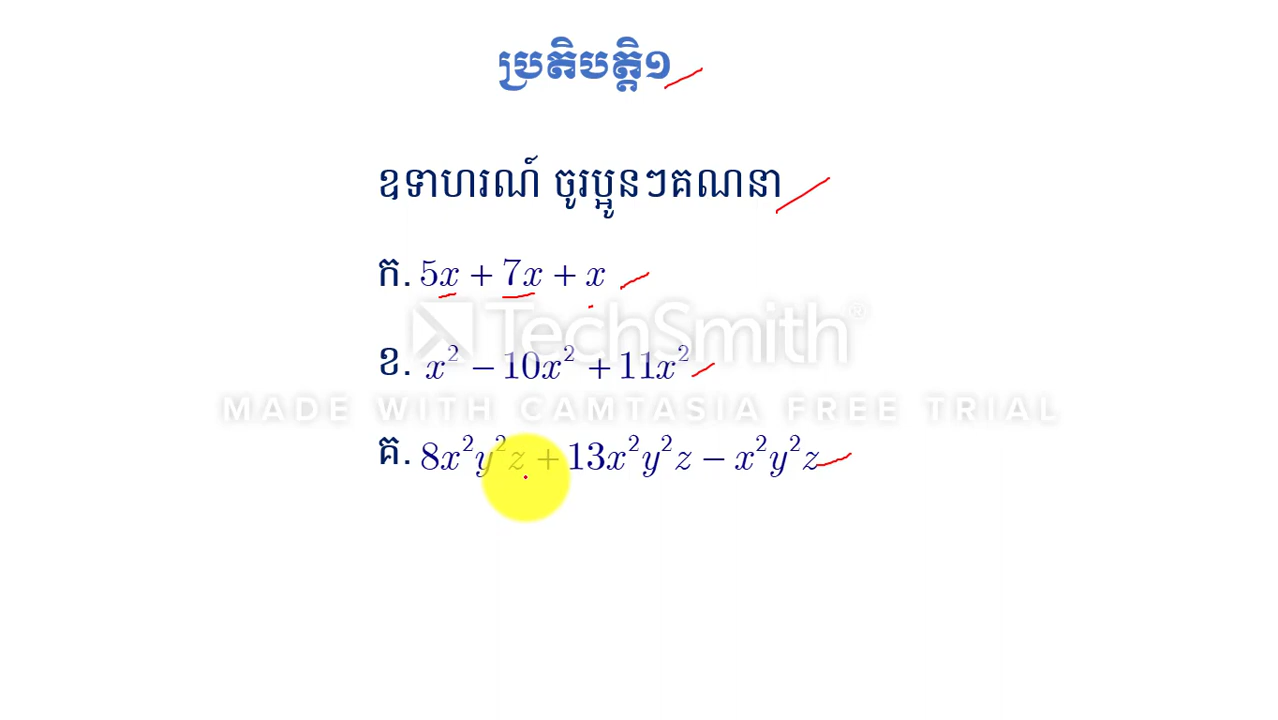 ប្រតិបត្តិ១
ឧទាហរណ៍ ចូរប្អូនៗគណនា
ក. 5x + 7x + x
TechSmith®
ខ. x² − 10x² + 11x²
MADE WITH CAMTASIA FREE TRIAL
គ. 8x²y²z + 13x²y²z − x²y²z